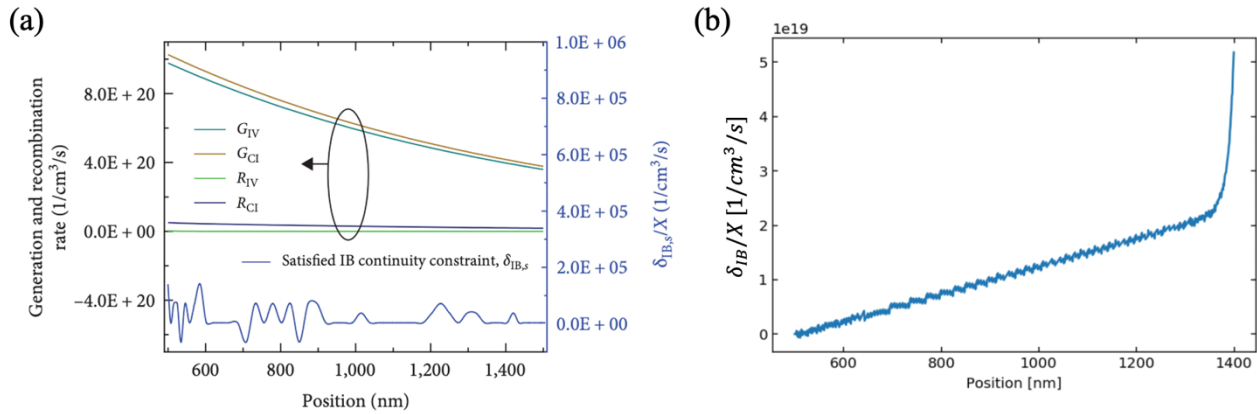 (a)
Generation and recombination
rate (1/cm³/s)
8.0E + 20
4.0E + 20
0.0E + 00
−4.0E + 20
G_IV
G_CI
R_IV
R_CI
Satisfied IB continuity constraint, δ_IB,s
600
800
1,000
1,200
1,400
Position (nm)
1.0E + 06
8.0E + 05
6.0E + 05
4.0E + 05
2.0E + 05
0.0E + 00
δ_IB,s/X (1/cm³/s)
(b)
1e19
δ_IB/X [1/cm³/s]
5
4
3
2
1
0
600
800
1000
1200
1400
Position [nm]